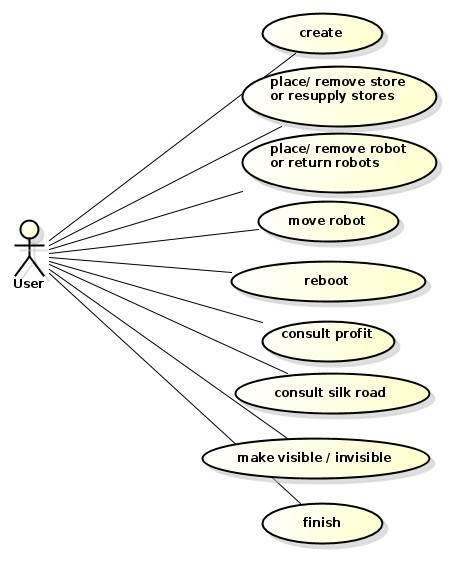 create
place/ remove store
or resupply stores
place/ remove robot
or return robots
move robot
User
reboot
consult profit
consult silk road
make visible / invisible
finish